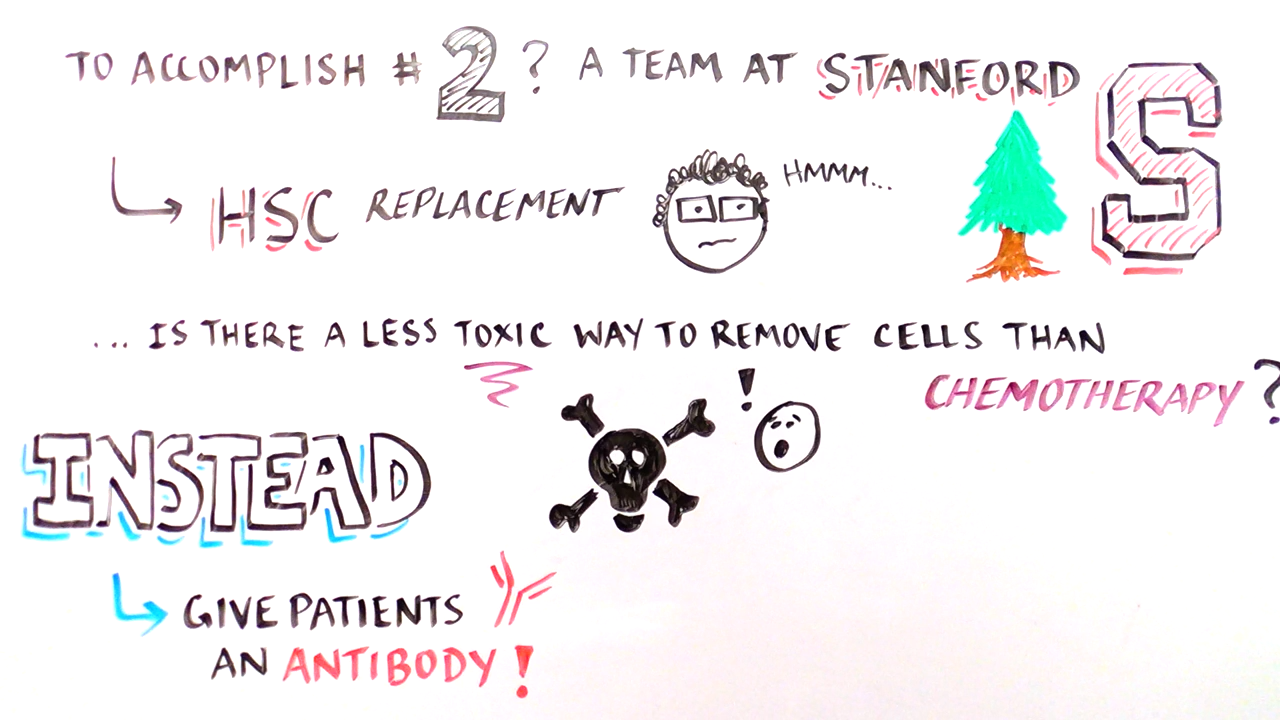 TO ACCOMPLISH #2? A TEAM AT STANFORD S
HSC REPLACEMENT
HMMM...
... IS THERE A LESS TOXIC WAY TO REMOVE CELLS THAN
CHEMOTHERAPY?
!
INSTEAD
GIVE PATIENTS
AN ANTIBODY!